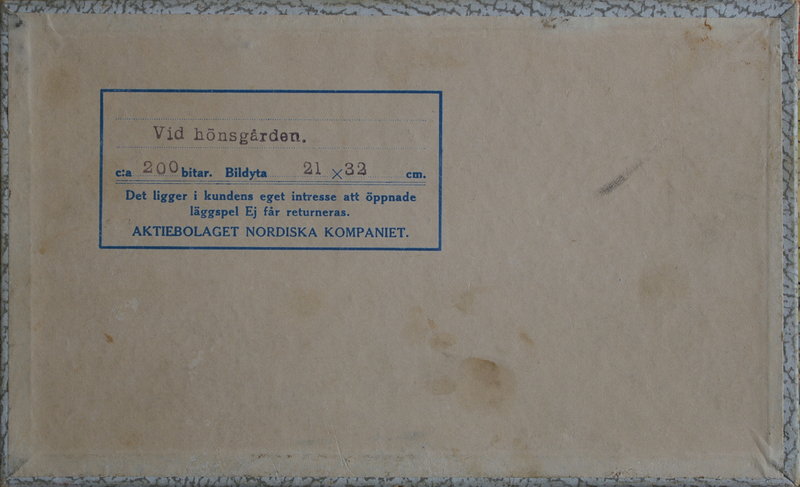 Vid hönsgården.
c:a 200 bitar. Bildyta 21 x 32 cm.
Det ligger i kundens eget intresse att öppnade
läggspel Ej får returneras.
AKTIEBOLAGET NORDISKA KOMPANIET.